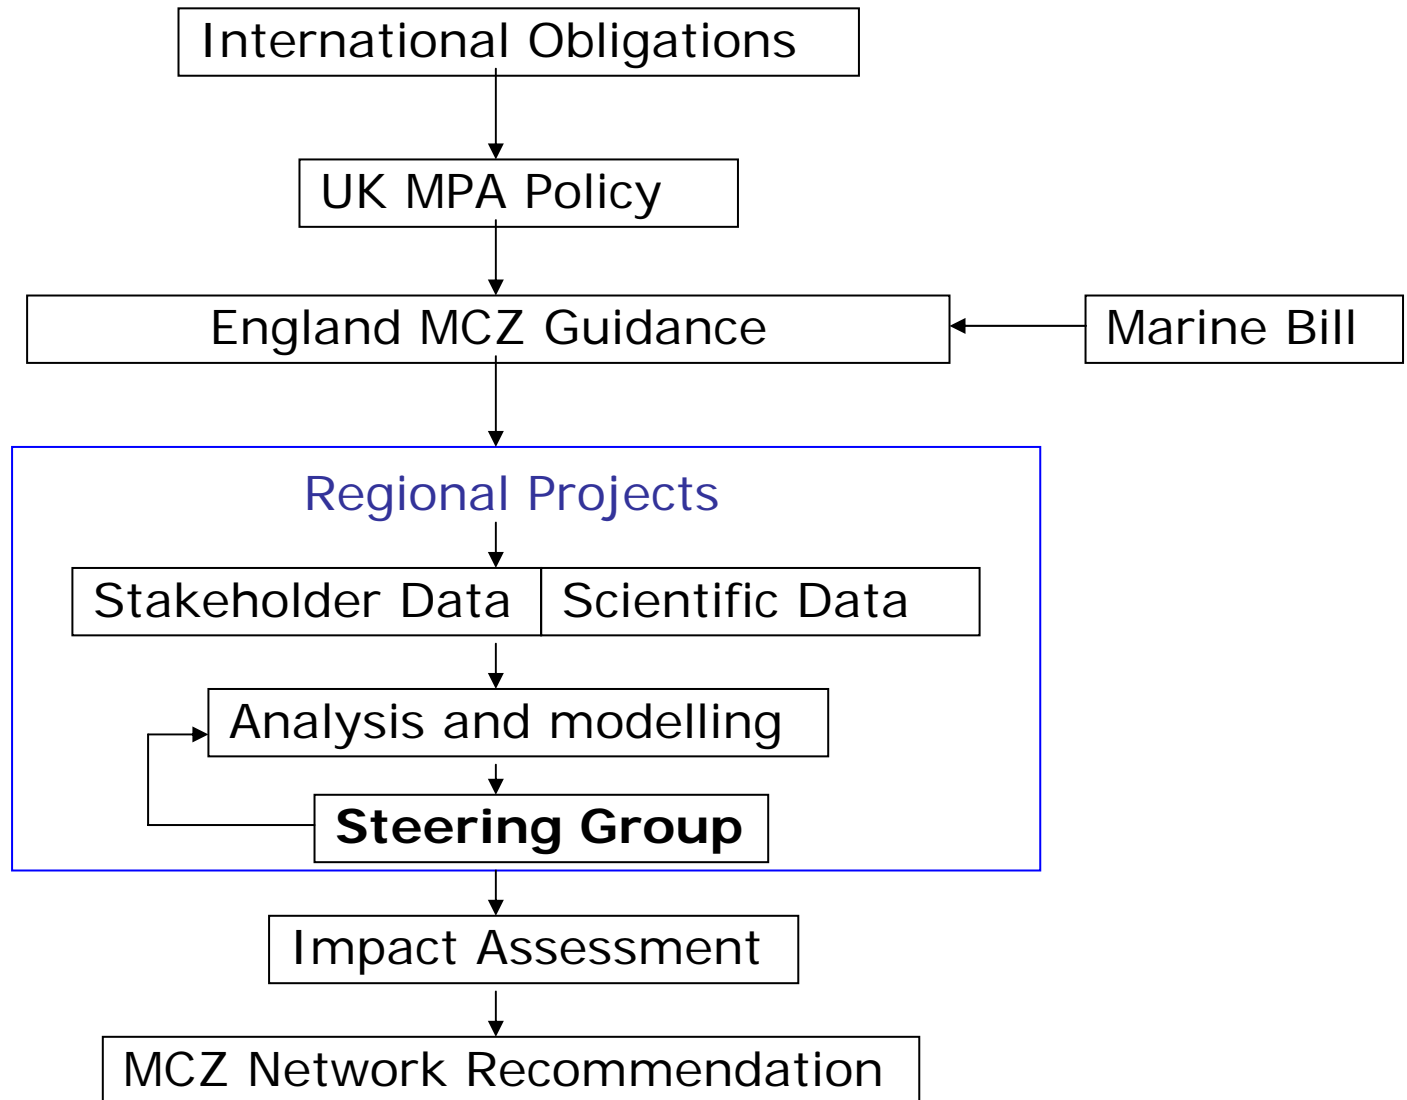 International Obligations
UK MPA Policy
England MCZ Guidance
Marine Bill
Regional Projects
Stakeholder Data
Scientific Data
Analysis and modelling
Steering Group
Impact Assessment
MCZ Network Recommendation